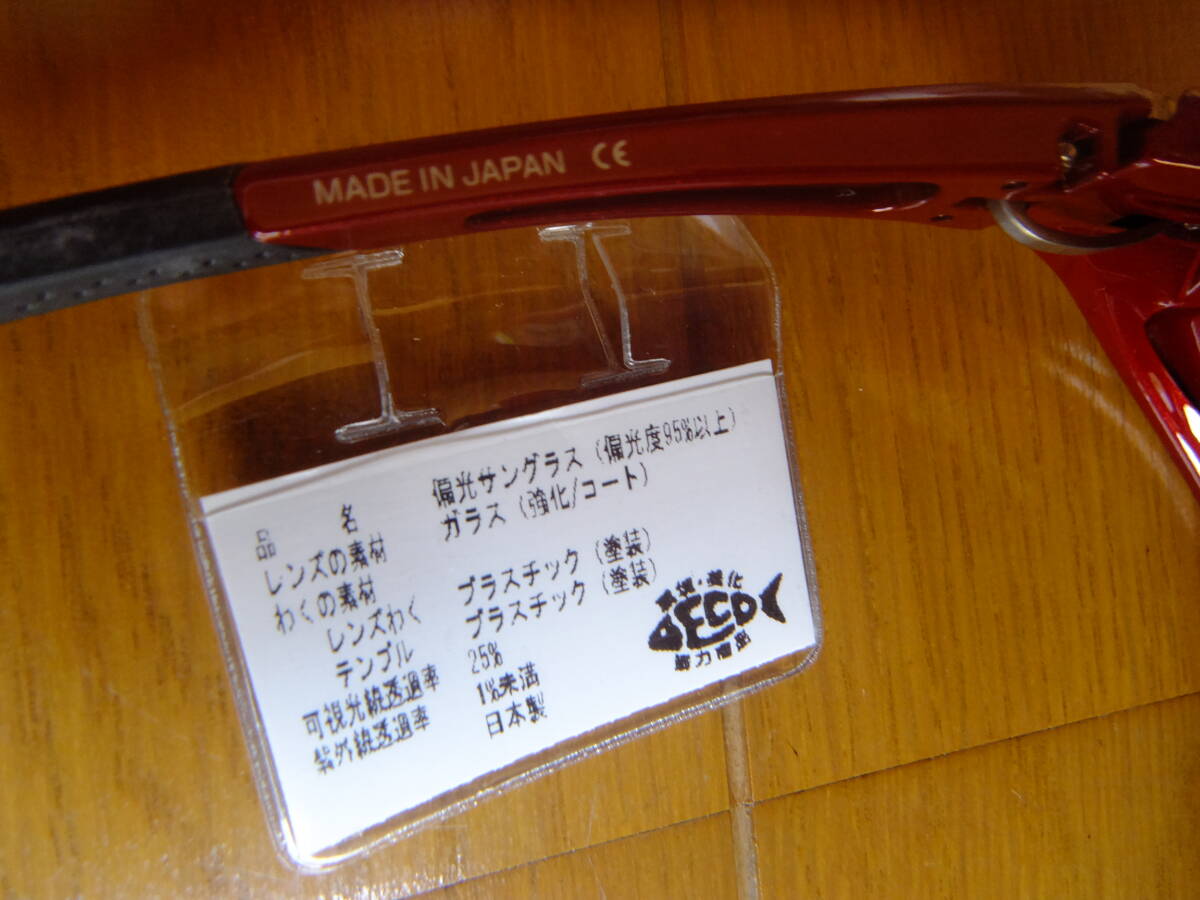 MADE IN JAPAN CE
品 名 偏光サングラス (偏光度95%以上)
レンズの素材 ガラス (強化/コート)
わくの素材
レンズわく プラスチック (塗装)
テンプル プラスチック (塗装)
可視光線透過率 25%
紫外線透過率 1%未満
日本製
ECO
協力商品